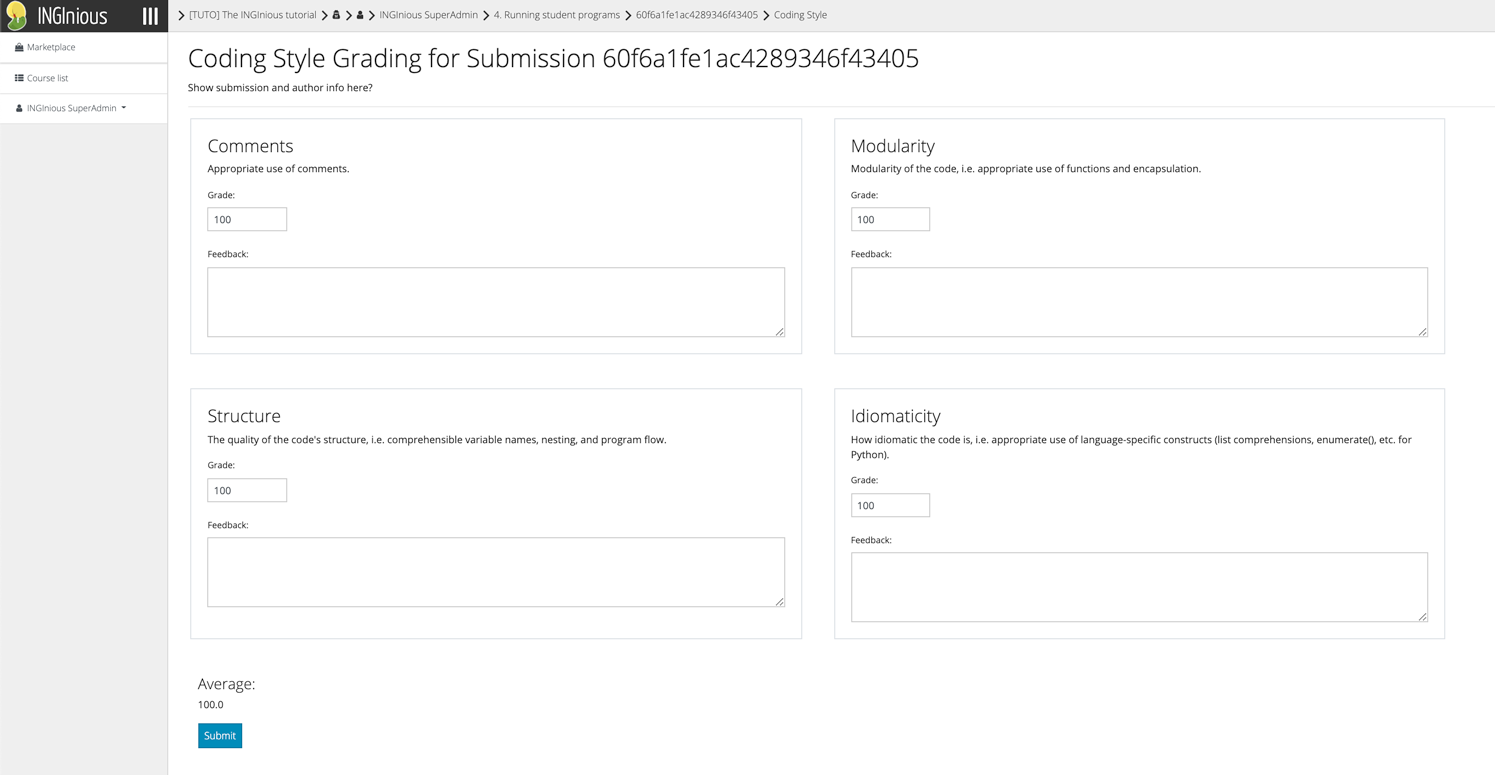 INGInious
[TUTO] The INGInious tutorial INGInious SuperAdmin 4. Running student programs 60f6a1fe1ac4289346f43405 Coding Style
Marketplace
Course list
INGInious SuperAdmin
Coding Style Grading for Submission 60f6a1fe1ac4289346f43405
Show submission and author info here?
Comments
Appropriate use of comments.
Grade:
100
Feedback:
Modularity
Modularity of the code, i.e. appropriate use of functions and encapsulation.
Grade:
100
Feedback:
Structure
The quality of the code's structure, i.e. comprehensible variable names, nesting, and program flow.
Grade:
100
Feedback:
Idiomaticity
How idiomatic the code is, i.e. appropriate use of language-specific constructs (list comprehensions, enumerate(), etc. for
Python).
Grade:
100
Feedback:
Average:
100.0
Submit